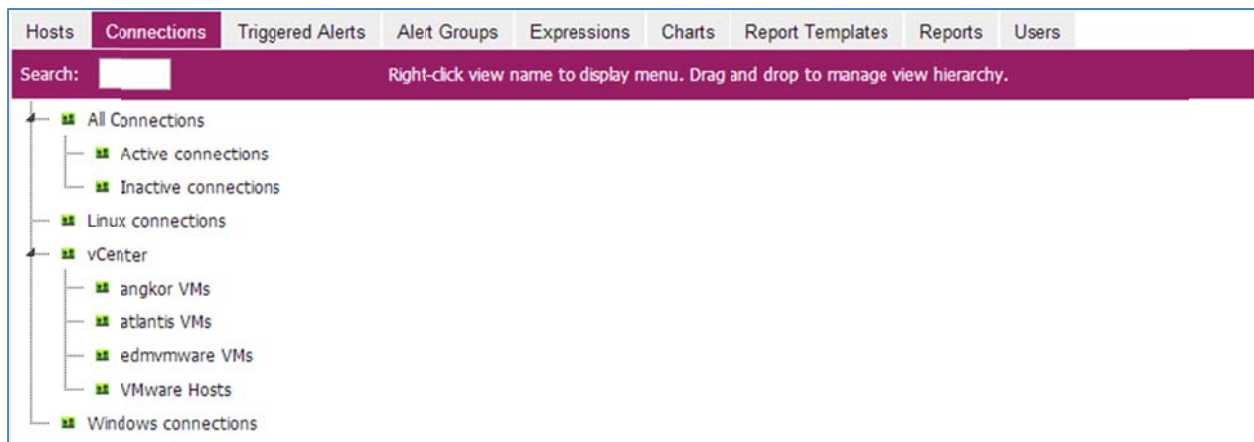 Hosts Connections Triggered Alerts Alert Groups Expressions Charts Report Templates Reports Users
Search: Right-click view name to display menu. Drag and drop to manage view hierarchy.
All Connections
Active connections
Inactive connections
Linux connections
vCenter
angkor VMs
atlantis VMs
edmvmware VMs
VMware Hosts
Windows connections